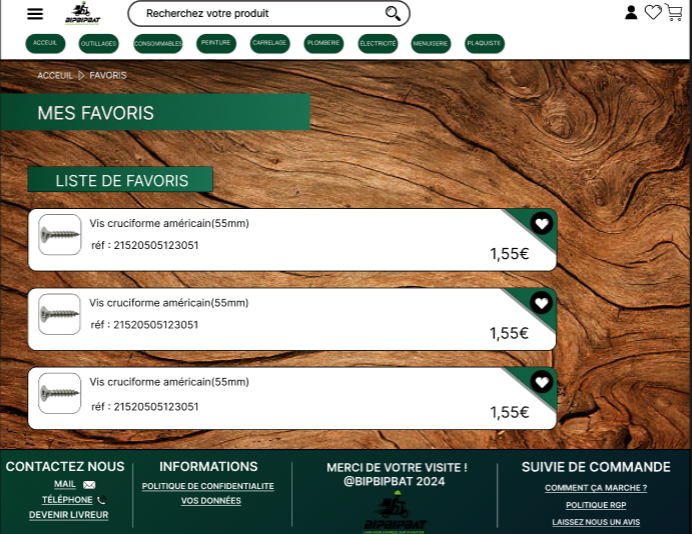 BIPBIPBAT
Recherchez votre produit
ACCEUIL
OUTILLAGES
CONSOMMABLES
PEINTURE
CARRELAGE
PLOMBERIE
ÉLECTRICITÉ
MENUISERIE
PLAQUISTE
ACCEUIL ▷ FAVORIS
MES FAVORIS
LISTE DE FAVORIS
Vis cruciforme américain(55mm)
réf : 21520505123051
1,55€
Vis cruciforme américain(55mm)
réf : 21520505123051
1,55€
Vis cruciforme américain(55mm)
réf : 21520505123051
1,55€
CONTACTEZ NOUS
MAIL
TÉLÉPHONE
DEVENIR LIVREUR
INFORMATIONS
POLITIQUE DE CONFIDENTIALITE
VOS DONNÉES
MERCI DE VOTRE VISITE !
@BIPBIPBAT 2024
BIPBIPBAT
SUIVIE DE COMMANDE
COMMENT ÇA MARCHE ?
POLITIQUE RGP
LAISSEZ NOUS UN AVIS